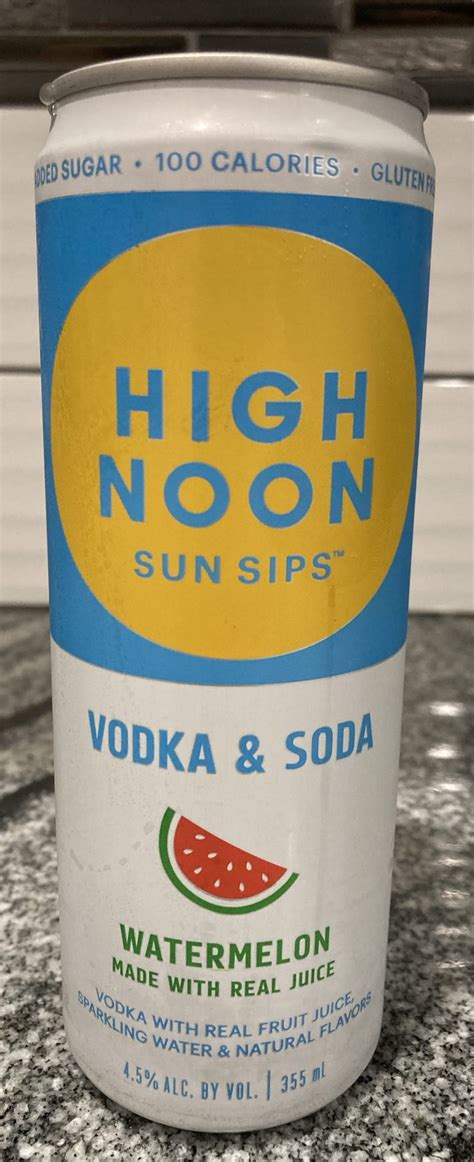 ADDED SUGAR • 100 CALORIES • GLUTEN
HIGH
NOON
SUN SIPS™
VODKA & SODA
WATERMELON
MADE WITH REAL JUICE
VODKA WITH REAL FRUIT JUICE,
SPARKLING WATER & NATURAL FLAVORS
4.5% ALC. BY VOL. | 355 ml